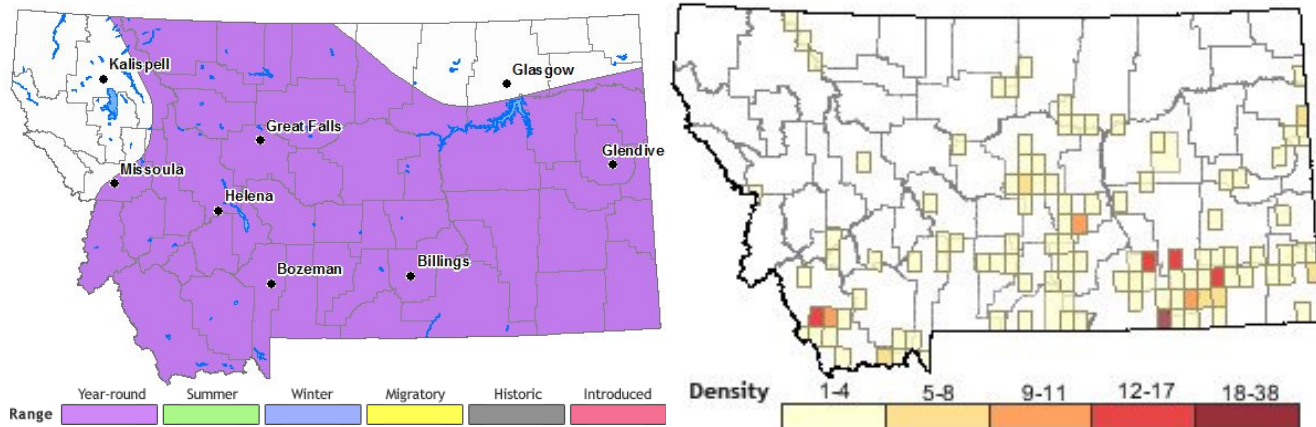 Kalispell
Glasgow
Great Falls
Glendive
Missoula
Helena
Bozeman
Billings
Year-round Summer Winter Migratory Historic Introduced
Range
Density 1-4 5-8 9-11 12-17 18-38